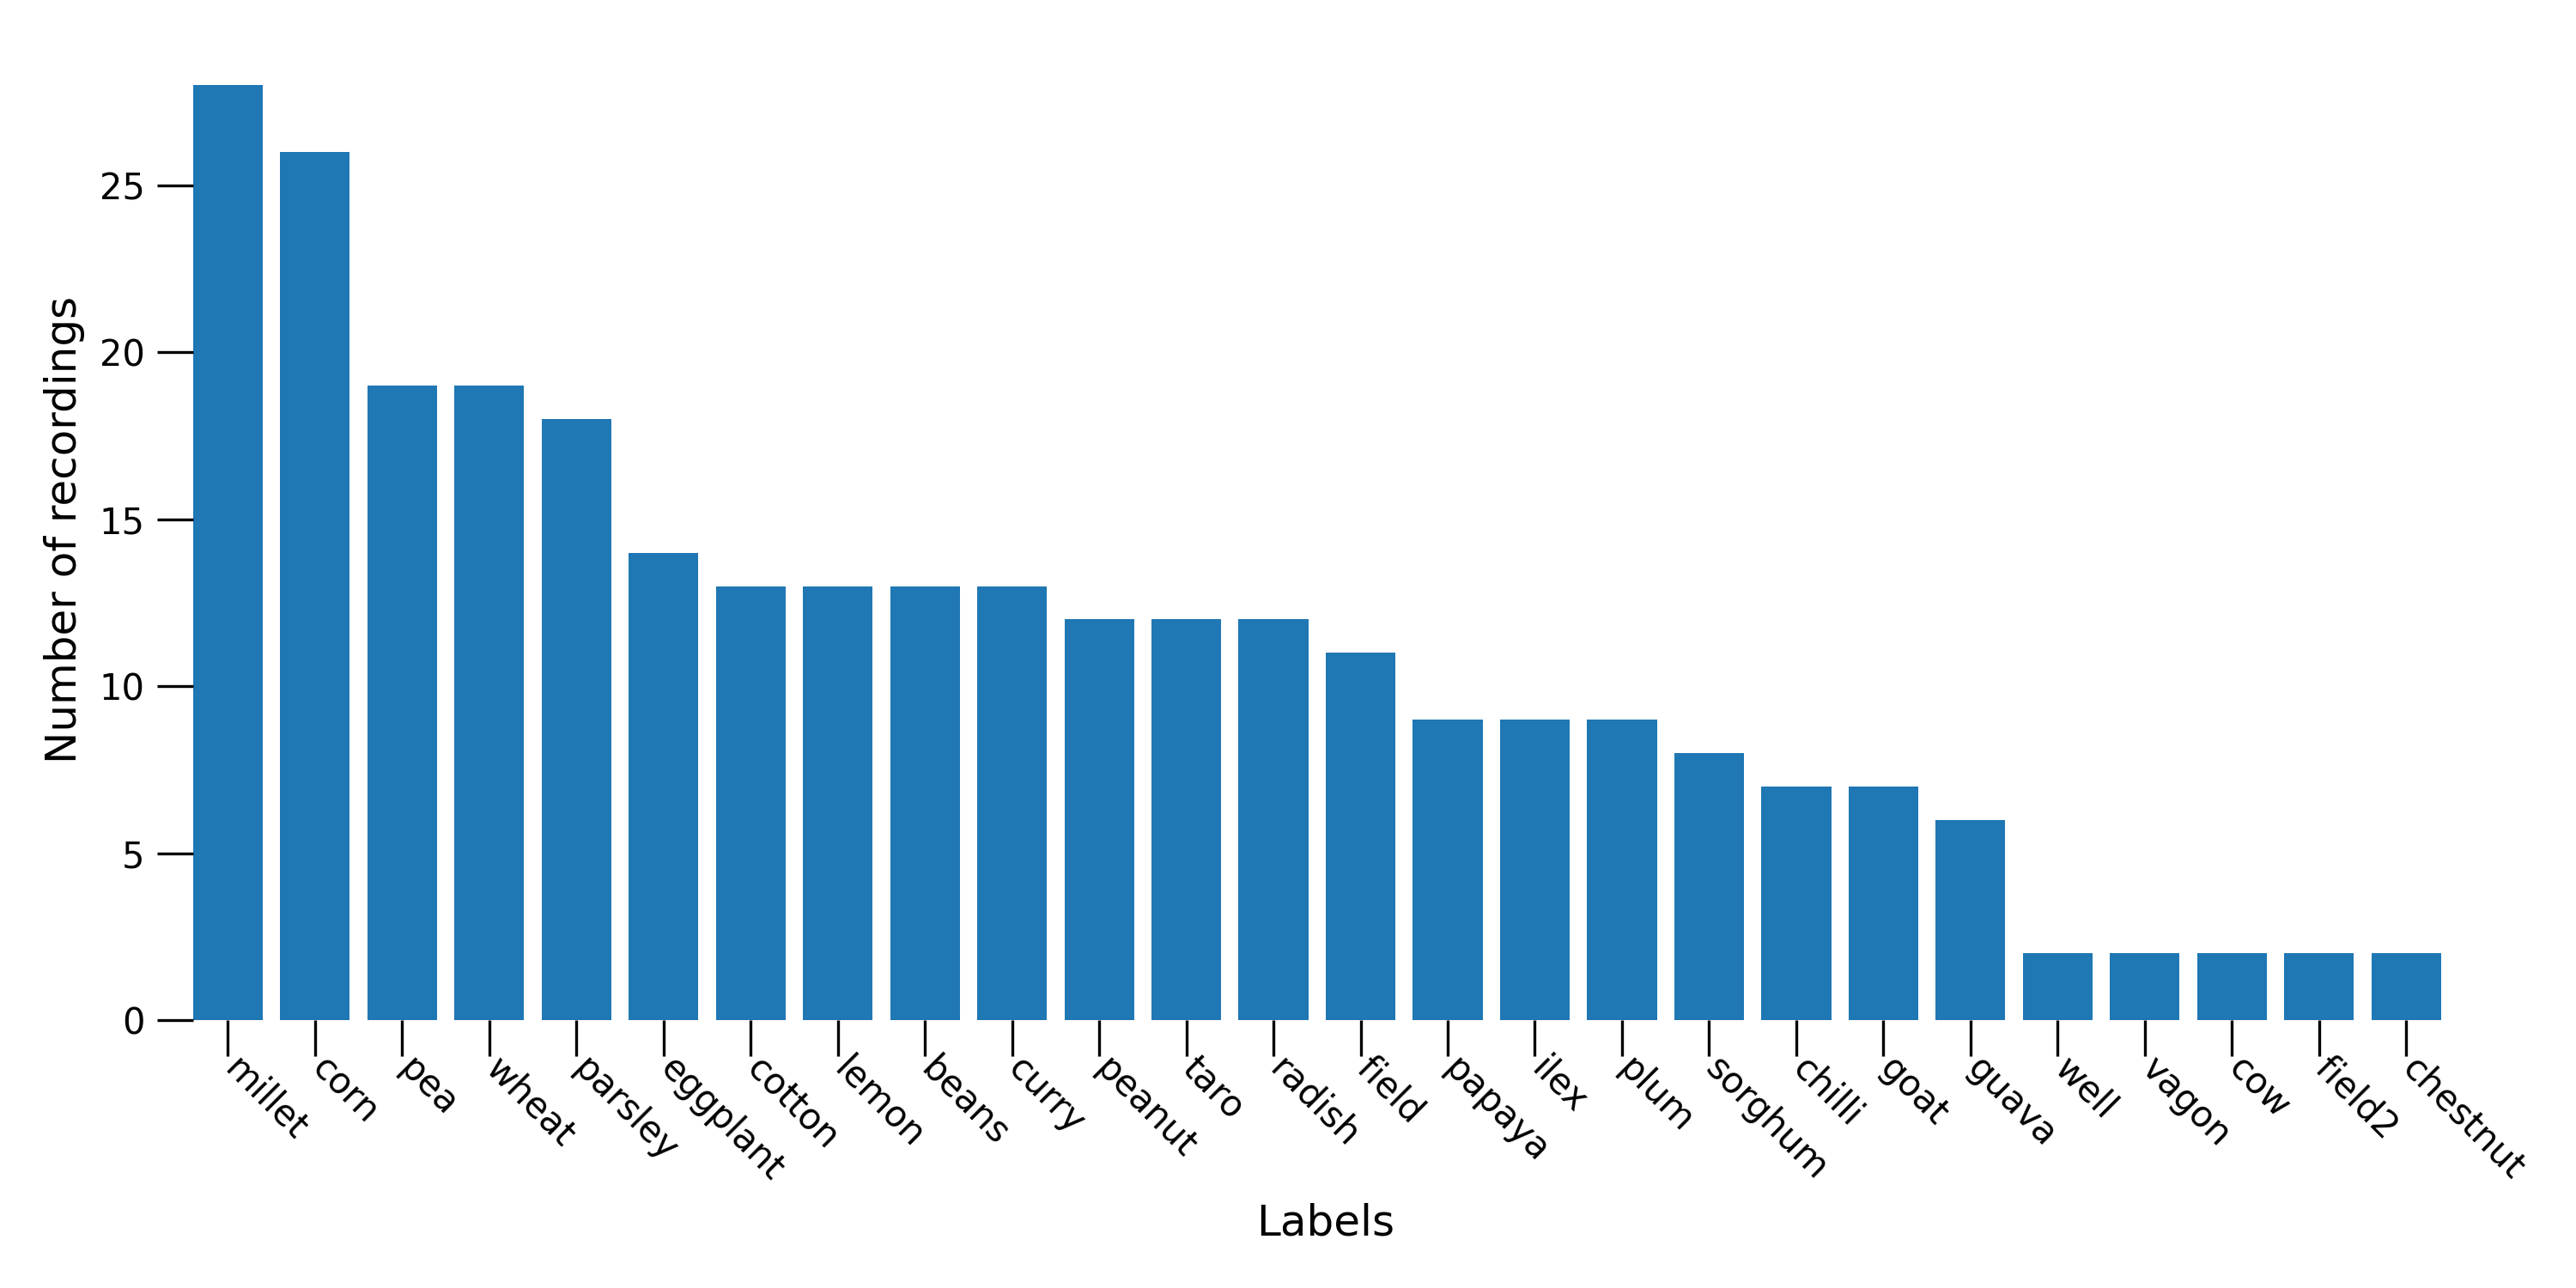 Number of recordings
25
20
15
10
5
0
millet
corn
pea
wheat
parsley
eggplant
cotton
lemon
beans
curry
peanut
taro
radish
field
papaya
ilex
plum
sorghum
chilli
goat
guava
well
vagon
cow
field2
chestnut
Labels